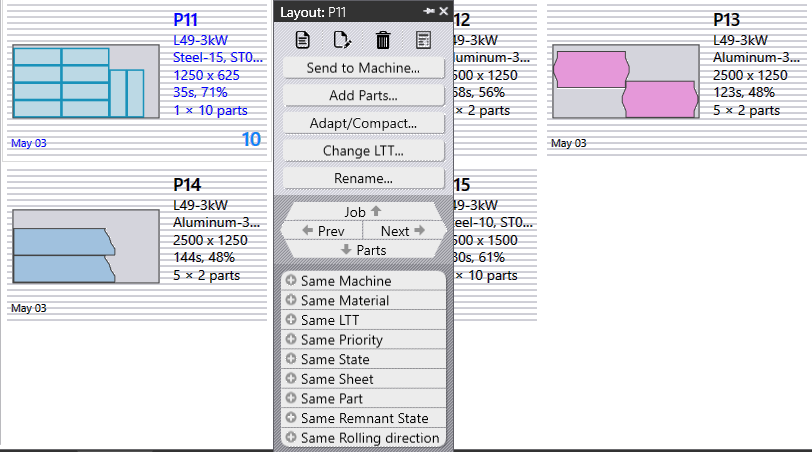 P11
L49-3kW
Steel-15, ST0...
1250 x 625
35s, 71%
1 × 10 parts
May 03
10
Layout: P11
Send to Machine...
Add Parts...
Adapt/Compact...
Change LTT...
Rename...
Job
Prev
Next
Parts
Same Machine
Same Material
Same LTT
Same Priority
Same State
Same Sheet
Same Part
Same Remnant State
Same Rolling direction
12
49-3kW
luminum-3...
500 x 1250
68s, 56%
× 2 parts
P13
L49-3kW
Aluminum-3...
2500 x 1250
123s, 48%
5 × 2 parts
May 03
P14
L49-3kW
Aluminum-3...
2500 x 1250
144s, 48%
5 × 2 parts
May 03
15
49-3kW
eel-10, ST0...
500 x 1500
30s, 61%
× 10 parts